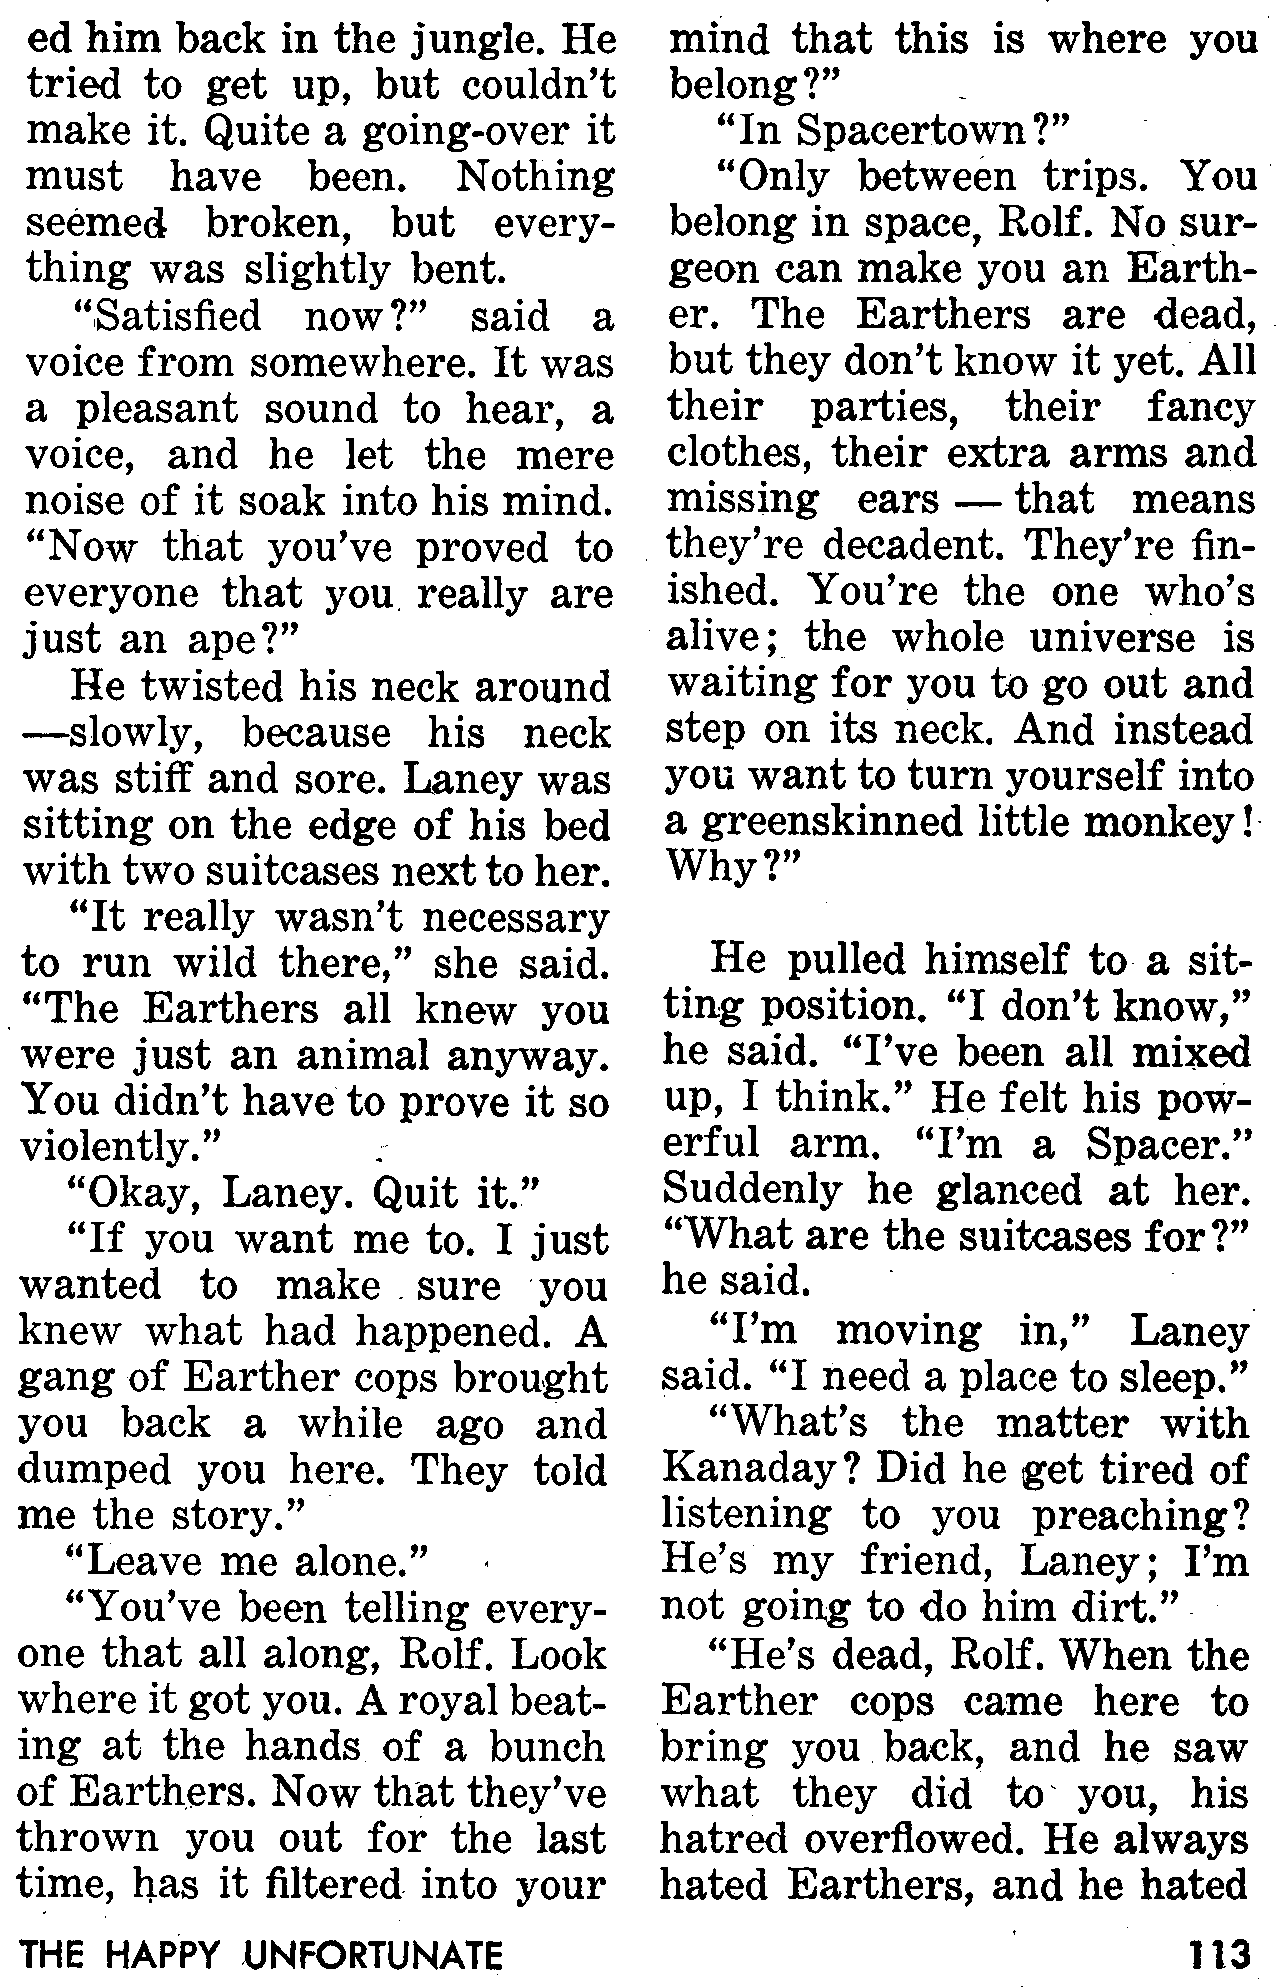 ed him back in the jungle. He
tried to get up, but couldn't
make it. Quite a going-over it
must have been. Nothing
seemed broken, but every-
thing was slightly bent.
“Satisfied now?” said a
voice from somewhere. It was
a pleasant sound to hear, a
voice, and he let the mere
noise of it soak into his mind.
“Now that you've proved to
everyone that you really are
just an ape?”
He twisted his neck around
—slowly, because his neck
was stiff and sore. Laney was
sitting on the edge of his bed
with two suitcases next to her.
“It really wasn't necessary
to run wild there,” she said.
“The Earthers all knew you
were just an animal anyway.
You didn't have to prove it so
violently.”
“Okay, Laney. Quit it.”
“If you want me to. I just
wanted to make sure you
knew what had happened. A
gang of Earther cops brought
you back a while ago and
dumped you here. They told
me the story.”
“Leave me alone.”
“You've been telling every-
one that all along, Rolf. Look
where it got you. A royal beat-
ing at the hands of a bunch
of Earthers. Now that they've
thrown you out for the last
time, has it filtered into your
mind that this is where you
belong?”
“In Spacertown?”
“Only between trips. You
belong in space, Rolf. No sur-
geon can make you an Earth-
er. The Earthers are dead,
but they don't know it yet. All
their parties, their fancy
clothes, their extra arms and
missing ears — that means
they're decadent. They're fin-
ished. You're the one who's
alive; the whole universe is
waiting for you to go out and
step on its neck. And instead
you want to turn yourself into
a greenskinned little monkey!
Why?”
He pulled himself to a sit-
ting position. “I don't know,”
he said. “I've been all mixed
up, I think.” He felt his pow-
erful arm. “I'm a Spacer.”
Suddenly he glanced at her.
“What are the suitcases for?”
he said.
“I'm moving in,” Laney
said. “I need a place to sleep.”
“What's the matter with
Kanaday? Did he get tired of
listening to you preaching?
He's my friend, Laney; I'm
not going to do him dirt.”
“He's dead, Rolf. When the
Earther cops came here to
bring you back, and he saw
what they did to you, his
hatred overflowed. He always
hated Earthers, and he hated
THE HAPPY UNFORTUNATE
113